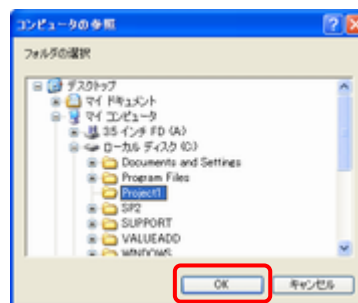 コンピュータの参照
フォルダの選択
デスクトップ
マイ ドキュメント
マイ コンピュータ
3.5 インチ FD (A:)
ローカル ディスク (C:)
Documents and Settings
Program Files
Project1
SP2
SUPPORT
VALUEADD
WINDOWS
OK
キャンセル